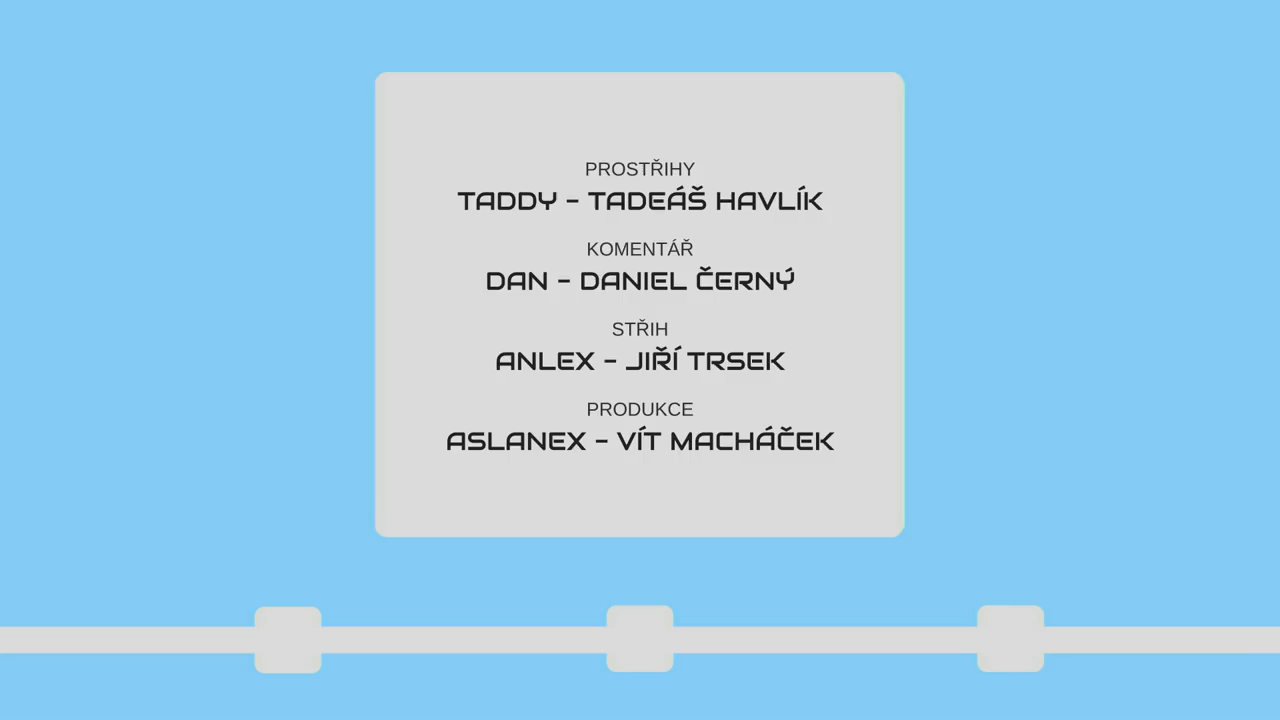 PROSTŘIHY
TADDY - TADEÁŠ HAVLÍK
KOMENTÁŘ
DAN - DANIEL ČERNÝ
STŘIH
ANLEX - JIŘÍ TRSEK
PRODUKCE
ASLANEX - VÍT MACHÁČEK